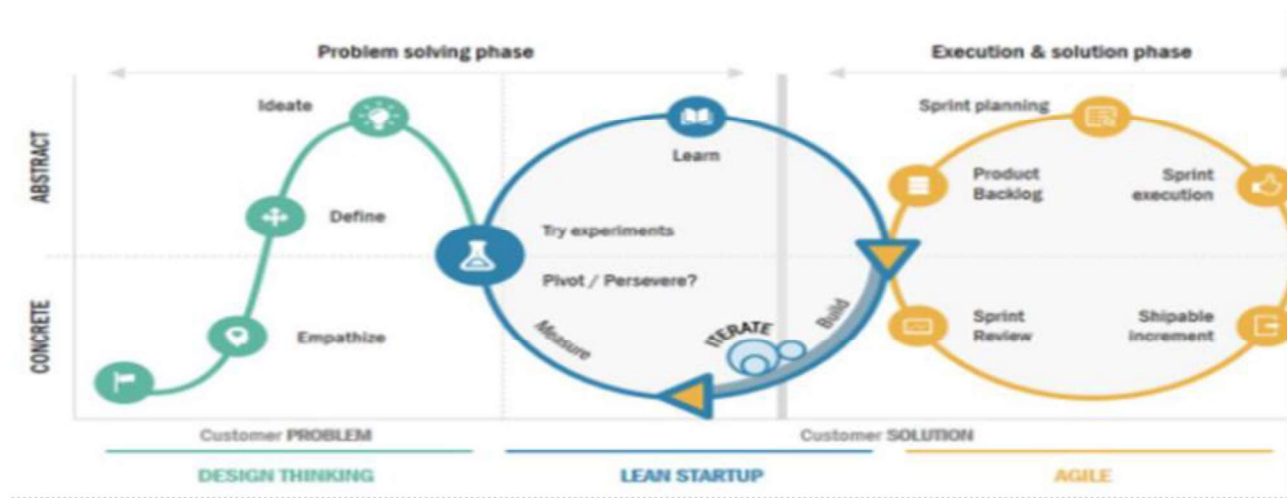 Problem solving phase
Execution & solution phase
ABSTRACT
CONCRETE
Ideate
Define
Empathize
Learn
Try experiments
Pivot / Persevere?
Measure
ITERATE
Build
Sprint planning
Product
Backlog
Sprint
execution
Sprint
Review
Shipable
increment
Customer PROBLEM
Customer SOLUTION
DESIGN THINKING
LEAN STARTUP
AGILE